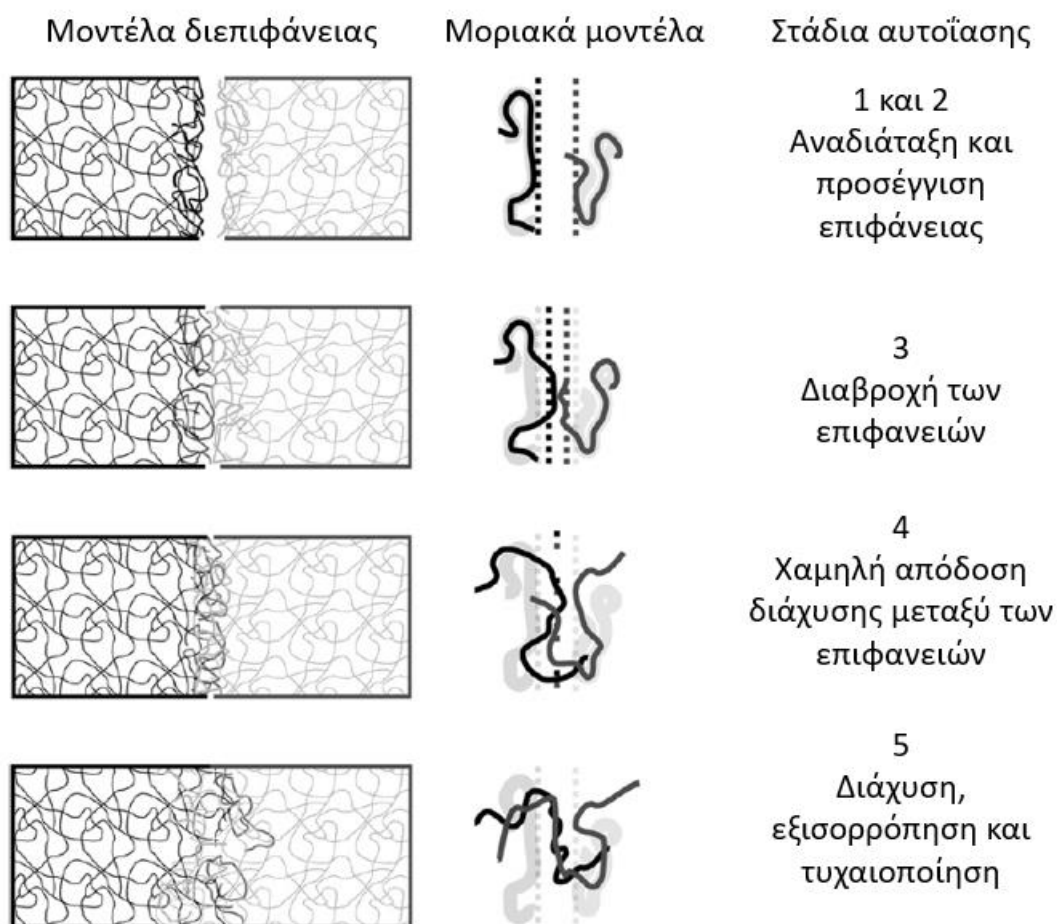 Μοντέλα διεπιφάνειας
Μοριακά μοντέλα
Στάδια αυτοΐασης
1 και 2
Αναδιάταξη και
προσέγγιση
επιφάνειας
3
Διαβροχή των
επιφανειών
4
Χαμηλή απόδοση
διάχυσης μεταξύ των
επιφανειών
5
Διάχυση,
εξισορρόπηση και
τυχαιοποίηση